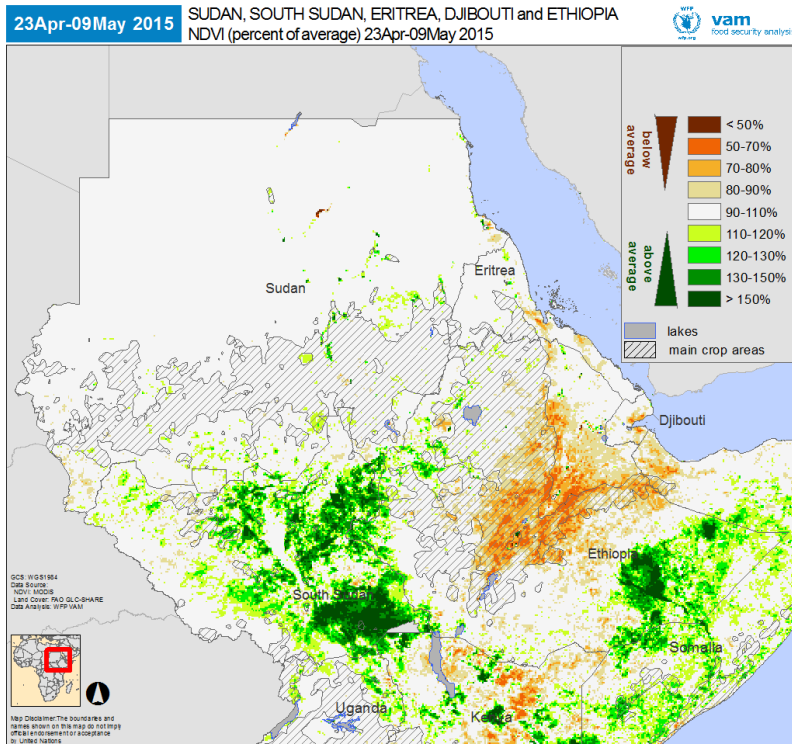 23Apr-09May 2015
SUDAN, SOUTH SUDAN, ERITREA, DJIBOUTI and ETHIOPIA
NDVI (percent of average) 23Apr-09May 2015
WFP
wfp.org
vam
food security analysis
below
average
above
average
< 50%
50-70%
70-80%
80-90%
90-110%
110-120%
120-130%
130-150%
> 150%
lakes
main crop areas
Sudan
Eritrea
Djibouti
Ethiopia
South Sudan
Somalia
Uganda
Kenya
GCS: WGS1984
Data Source:
NDVI: MODIS
Land Cover: FAO GLC-SHARE
Data Analysis: WFP VAM
Map Disclaimer:The boundaries and
names shown on this map do not imply
official endorsement or acceptance
by United Nations